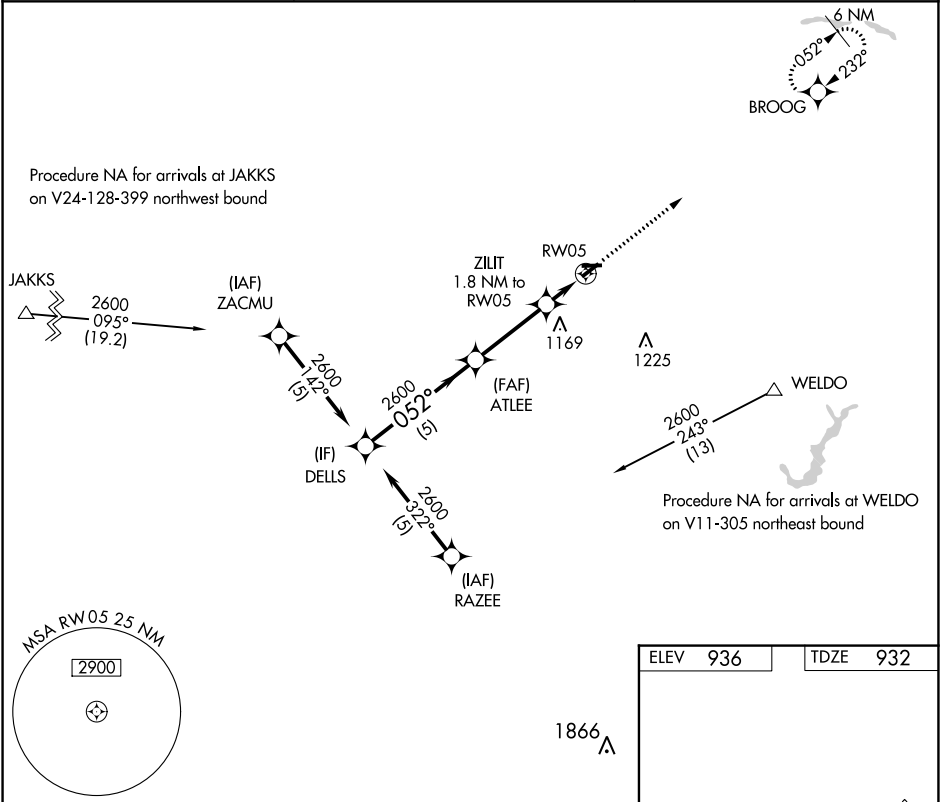 6 NM
052°
232°
BROOG
Procedure NA for arrivals at JAKKS
on V24-128-399 northwest bound
JAKKS
2600
095°
(19.2)
(IAF)
ZACMU
2600
142°
(5)
ZILIT
1.8 NM to
RW05
RW05
1169
1225
2600
052°
(5)
(FAF)
ATLEE
(IF)
DELLS
WELDO
2600
243°
(13)
Procedure NA for arrivals at WELDO
on V11-305 northeast bound
2600
322°
(5)
(IAF)
RAZEE
MSA RW05 25 NM
2900
1866
ELEV 936
TDZE 932